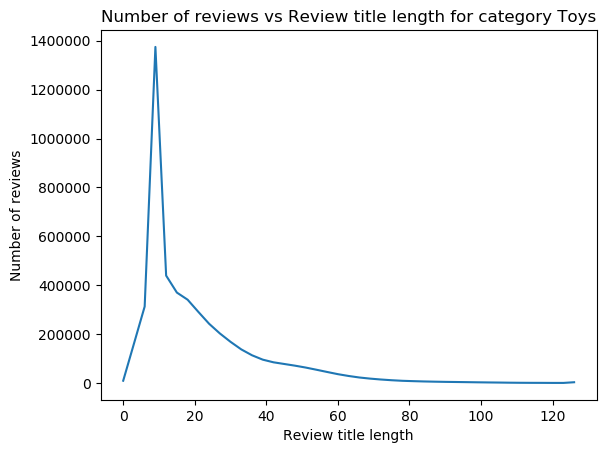 Number of reviews vs Review title length for category Toys
1400000
1200000
1000000
800000
600000
400000
200000
0
Number of reviews
0 20 40 60 80 100 120
Review title length